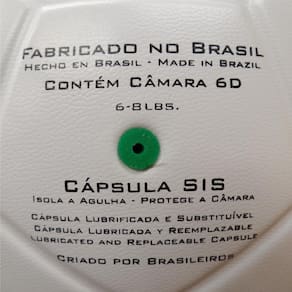 Fabricado no Brasil
Hecho en Brasil - Made in Brazil
Contém Câmara 6D
6-8 lbs.
Cápsula SIS
Isola a Agulha - Protege a Câmara
Cápsula Lubrificada e Substituível
Cápsula Lubricada y Reemplazable
Lubricated and Replaceable Capsule
Criado por Brasileiros